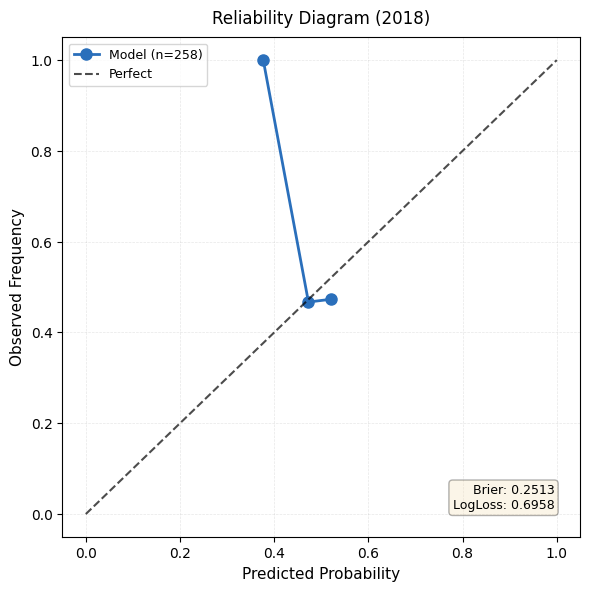 Reliability Diagram (2018)
Model (n=258)
Perfect
Observed Frequency
1.0
0.8
0.6
0.4
0.2
0.0
Brier: 0.2513
LogLoss: 0.6958
0.0 0.2 0.4 0.6 0.8 1.0
Predicted Probability